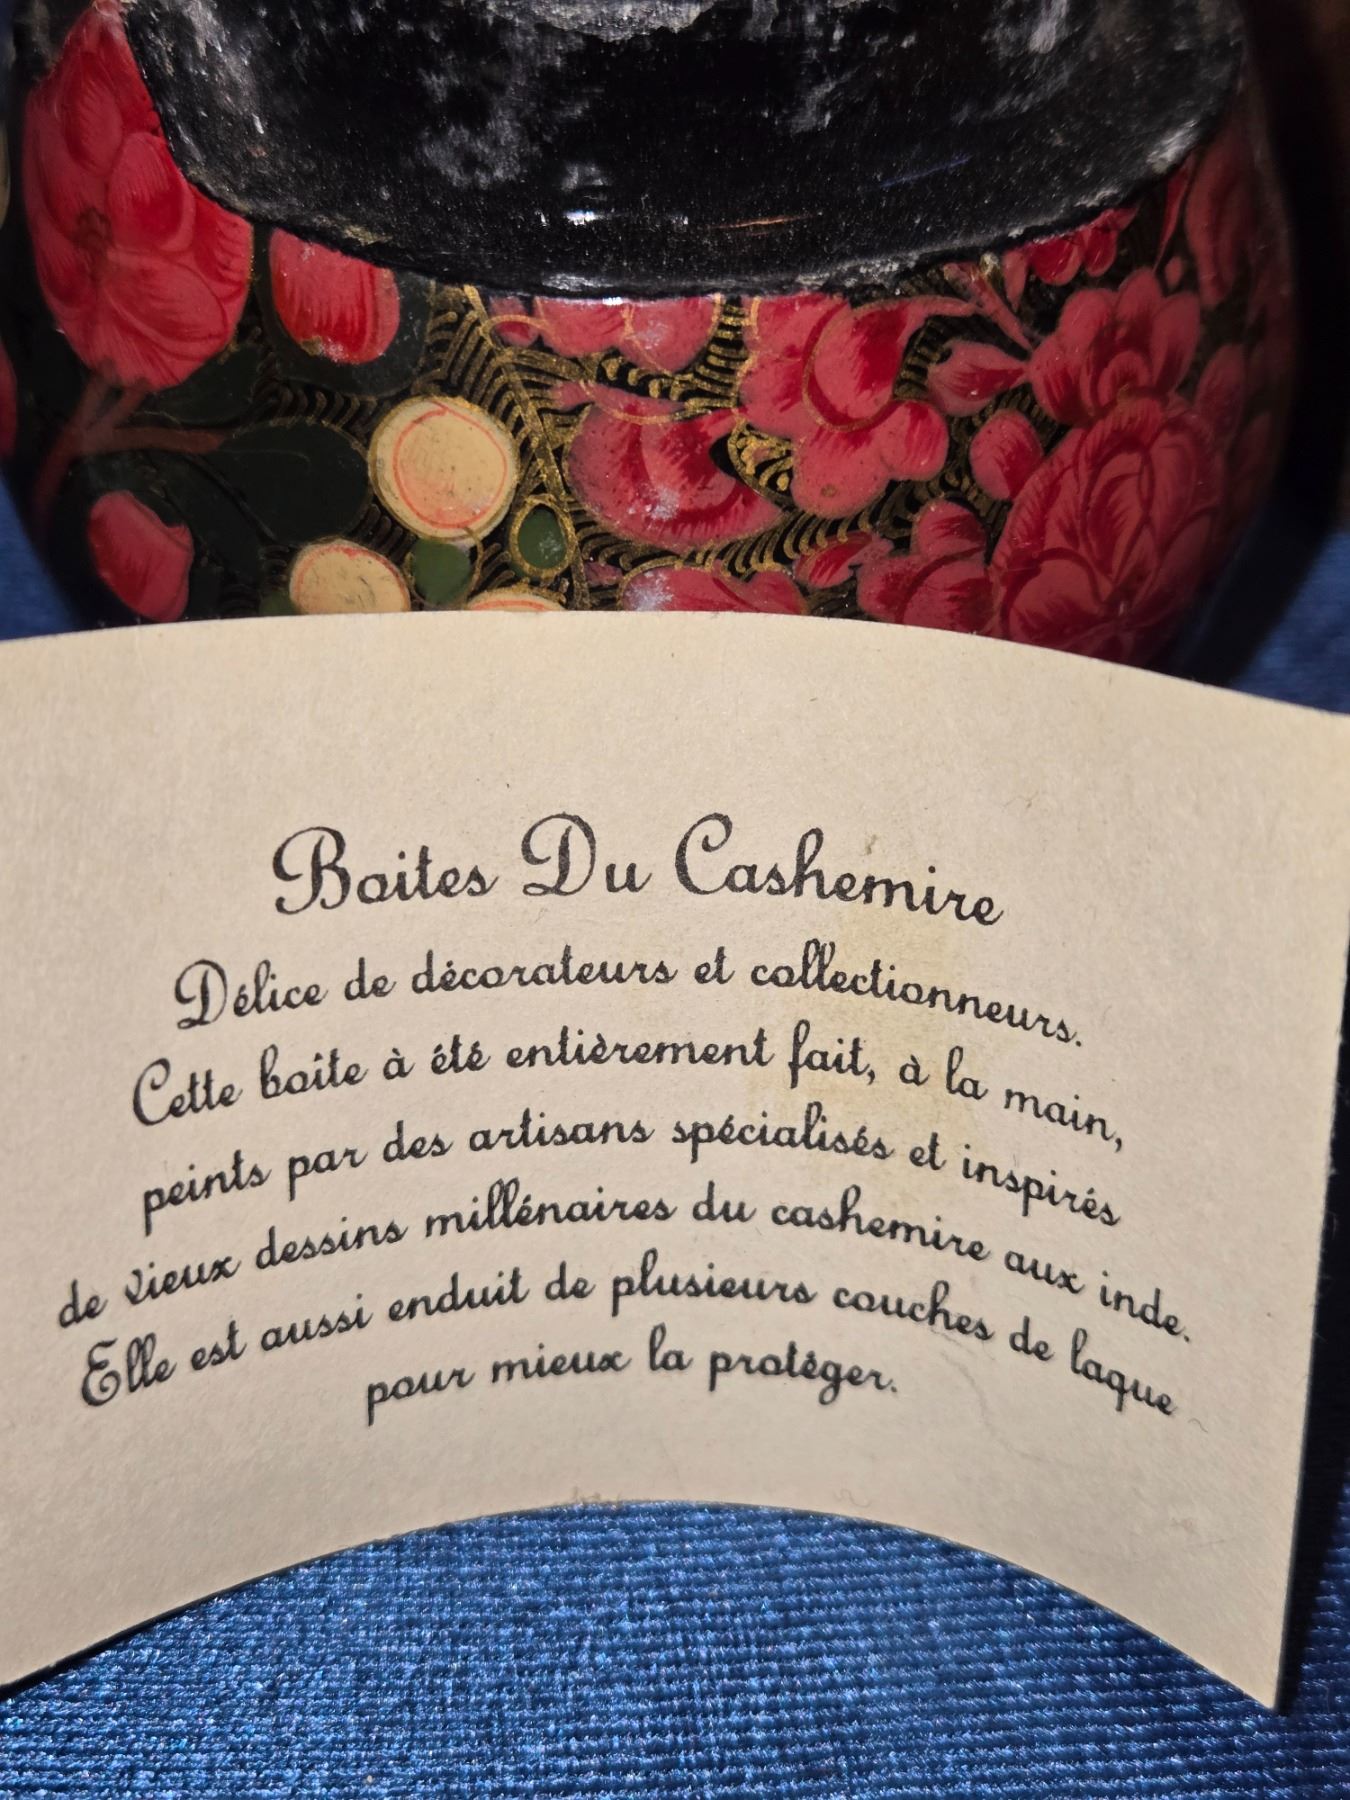 Boites Du Cashemire
Délice de décorateurs et collectionneurs.
Cette boite à été entièrement fait, à la main,
peints par des artisans spécialisés et inspirés
de vieux dessins millénaires du cashemire aux inde.
Elle est aussi enduit de plusieurs couches de laque
pour mieux la protéger.